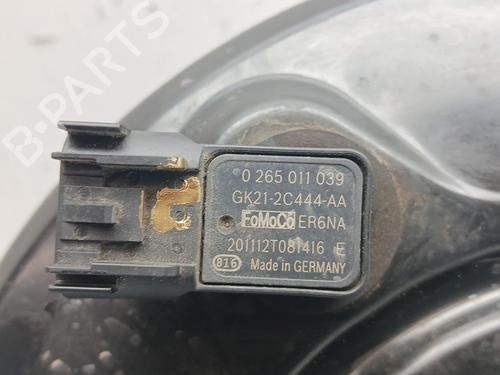 B-PARTS
0 265 011 039
GK21-2C444-AA
FoMoCo ER6NA
201112T081416 E
816 Made in GERMANY